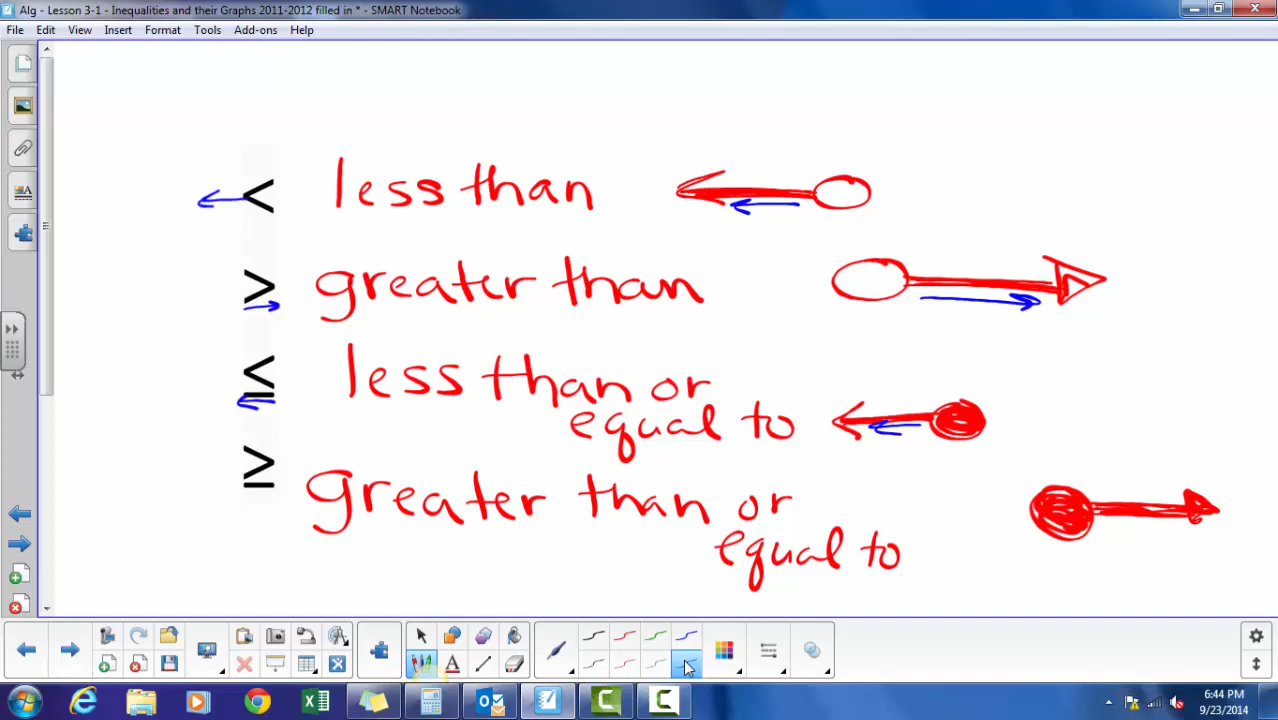 Alg - Lesson 3-1 - Inequalities and their Graphs 2011-2012 filled in * - SMART Notebook
File Edit View Insert Format Tools Add-ons Help
< less than
> greater than
≤ less than or
equal to
≥ greater than or
equal to
6:44 PM
9/23/2014